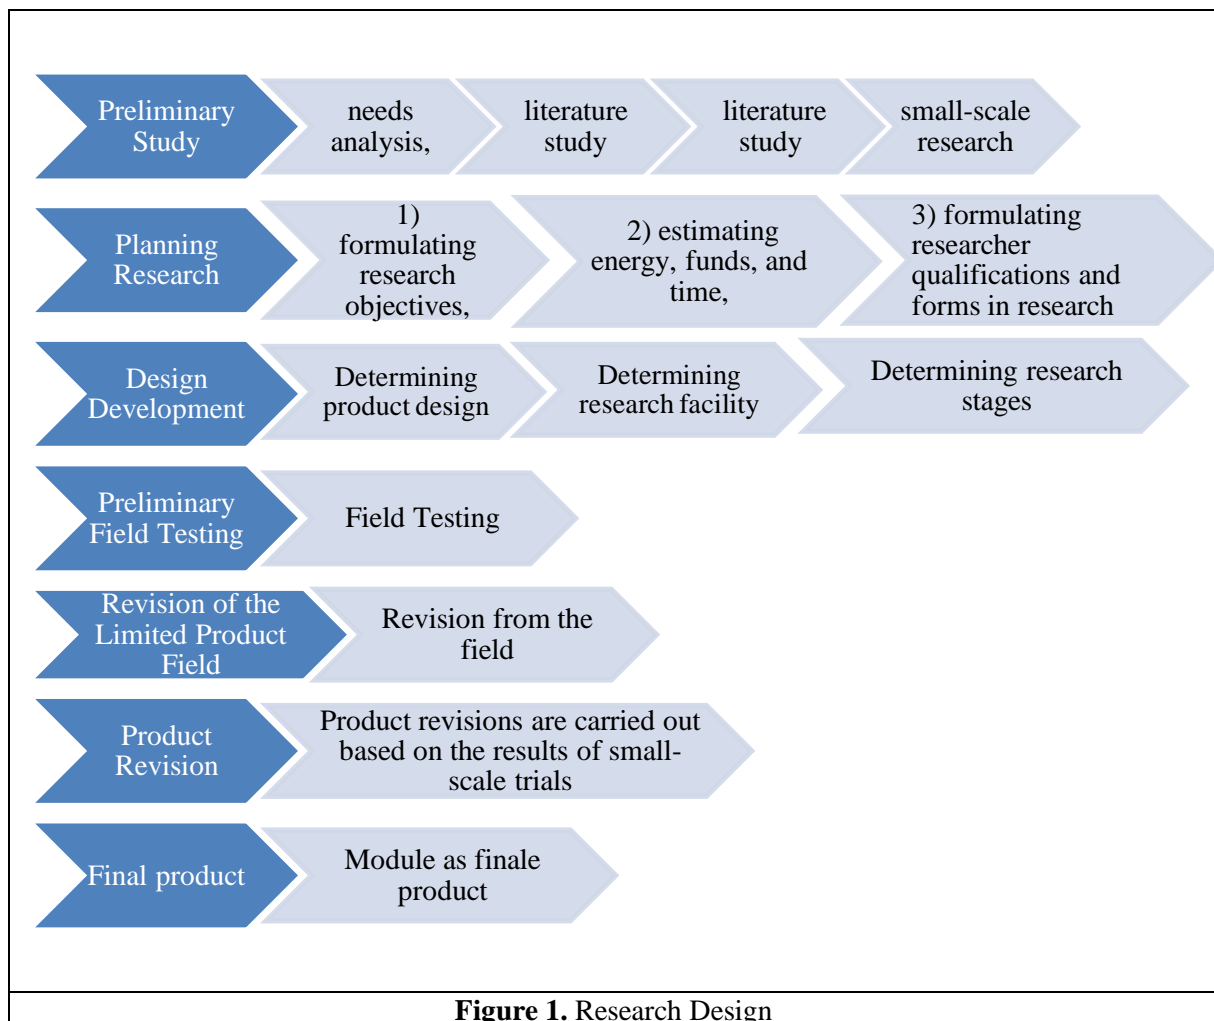 Preliminary
Study
needs
analysis,
literature
study
literature
study
small-scale
research
Planning
Research
1)
formulating
research
objectives,
2) estimating
energy, funds, and
time,
3) formulating
researcher
qualifications and
forms in research
Design
Development
Determining
product design
Determining
research facility
Determining research
stages
Preliminary
Field Testing
Field Testing
Revision of the
Limited Product
Field
Revision from the
field
Product
Revision
Product revisions are carried out
based on the results of small-
scale trials
Final product
Module as finale
product
Figure 1. Research Design